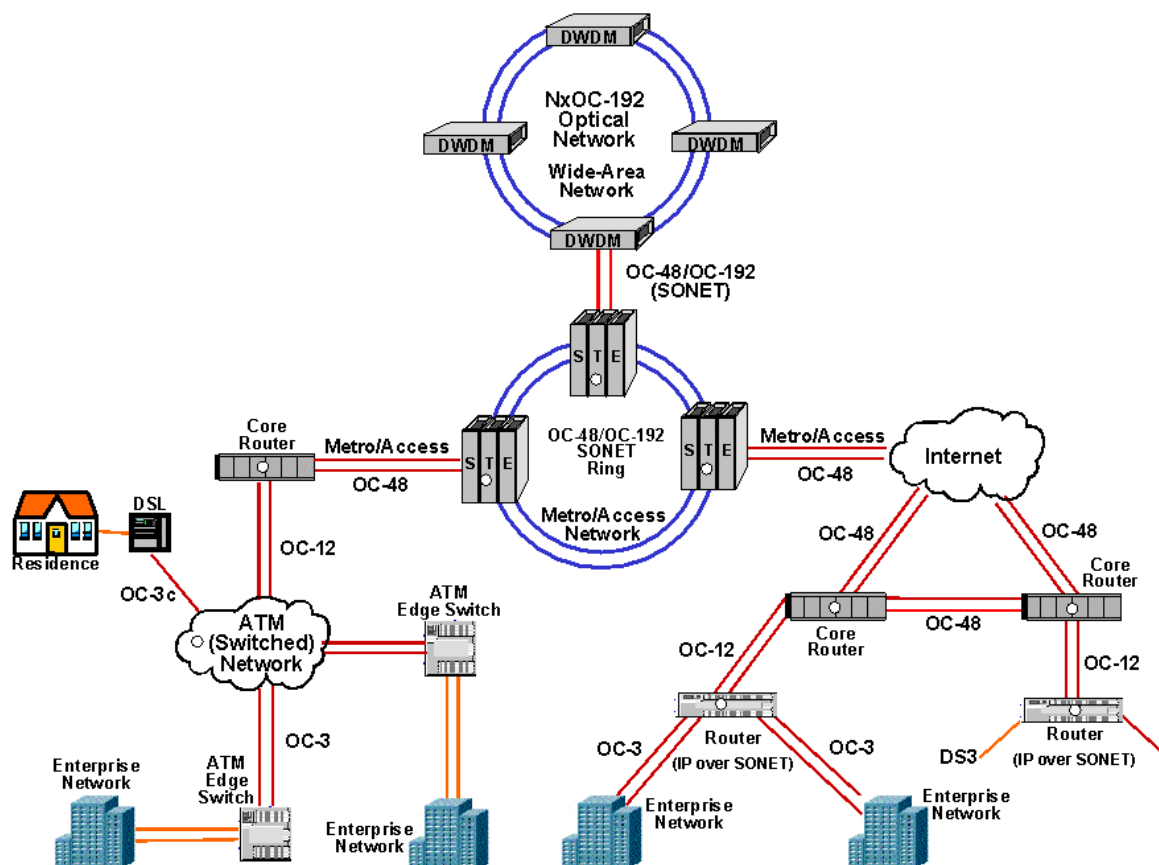 DWDM
NxOC-192
Optical
Network
DWDM
DWDM
Wide-Area
Network
DWDM
OC-48/OC-192
(SONET)
S T E
Core
Router
Metro/Access
OC-48
S T E
OC-48/OC-192
SONET
Ring
S T E
Metro/Access
OC-48
Internet
Metro/Access
Network
DSL
Residence
OC-12
OC-3c
ATM
(Switched)
Network
ATM
Edge Switch
OC-48
OC-48
Core
Router
Core
Router
OC-48
OC-12
OC-12
OC-3
ATM
Edge
Switch
Enterprise
Network
Enterprise
Network
OC-3
Router
(IP over SONET)
OC-3
DS3
Router
(IP over SONET)
Enterprise
Network
Enterprise
Network